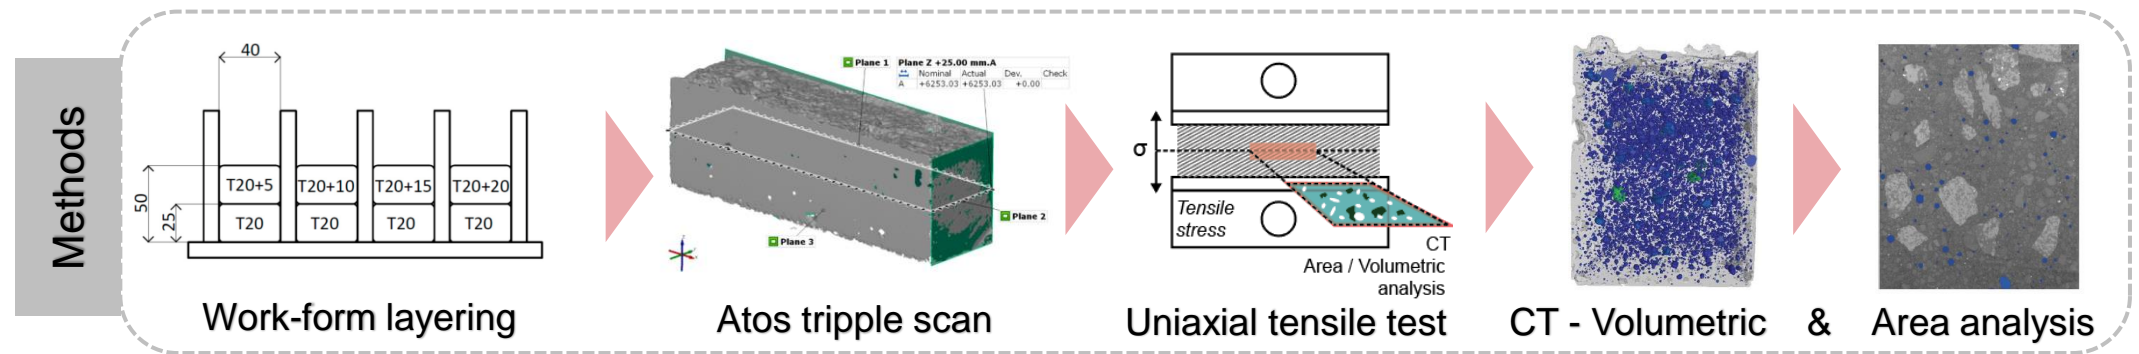 Methods
40
50
25
T20+5
T20+10
T20+15
T20+20
T20
T20
T20
T20
Work-form layering
Plane 1
Plane Z +25.00 mm.A
Nominal Actual Dev. Check
A +6253.03 +6253.03 +0.00
Plane 2
Plane 3
Atos tripple scan
σ
Tensile
stress
CT
Area / Volumetric
analysis
Uniaxial tensile test
CT - Volumetric & Area analysis